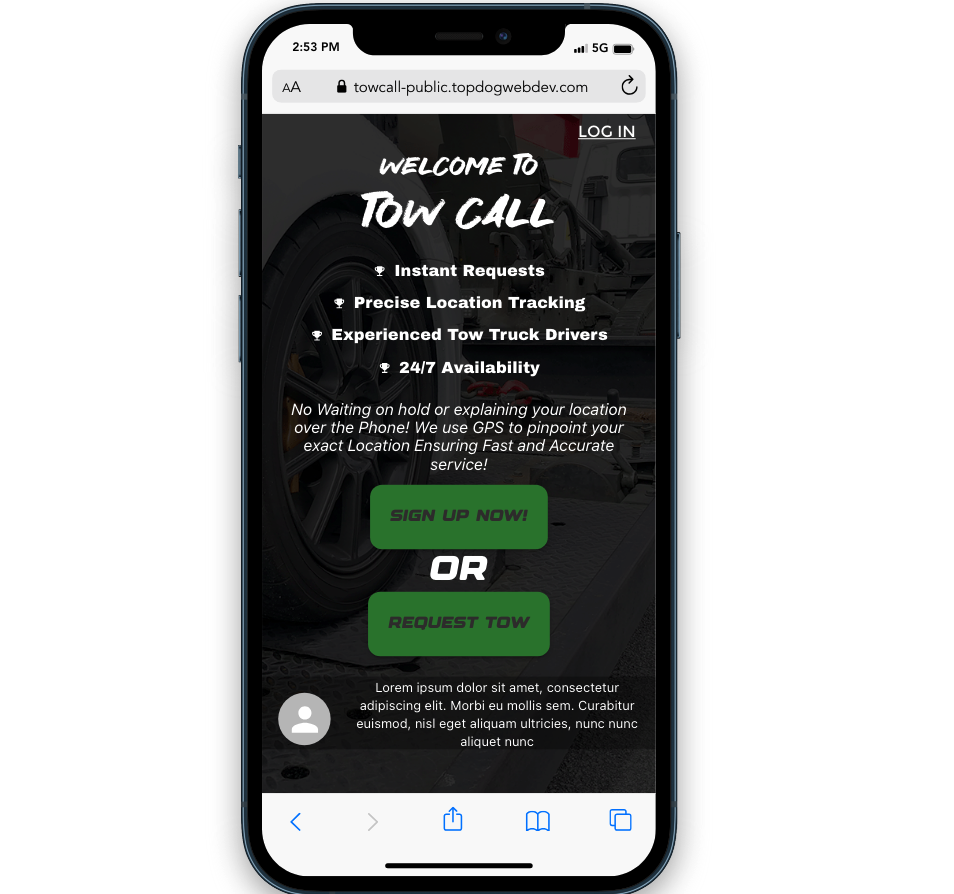 2:53 PM 5G
AA towcall-public.topdogwebdev.com
LOG IN
WELCOME TO
TOW CALL
Instant Requests
Precise Location Tracking
Experienced Tow Truck Drivers
24/7 Availability
No Waiting on hold or explaining your location
over the Phone! We use GPS to pinpoint your
exact Location Ensuring Fast and Accurate
service!
SIGN UP NOW!
OR
REQUEST TOW
Lorem ipsum dolor sit amet, consectetur
adipiscing elit. Morbi eu mollis sem. Curabitur
euismod, nisl eget aliquam ultricies, nunc nunc
aliquet nunc